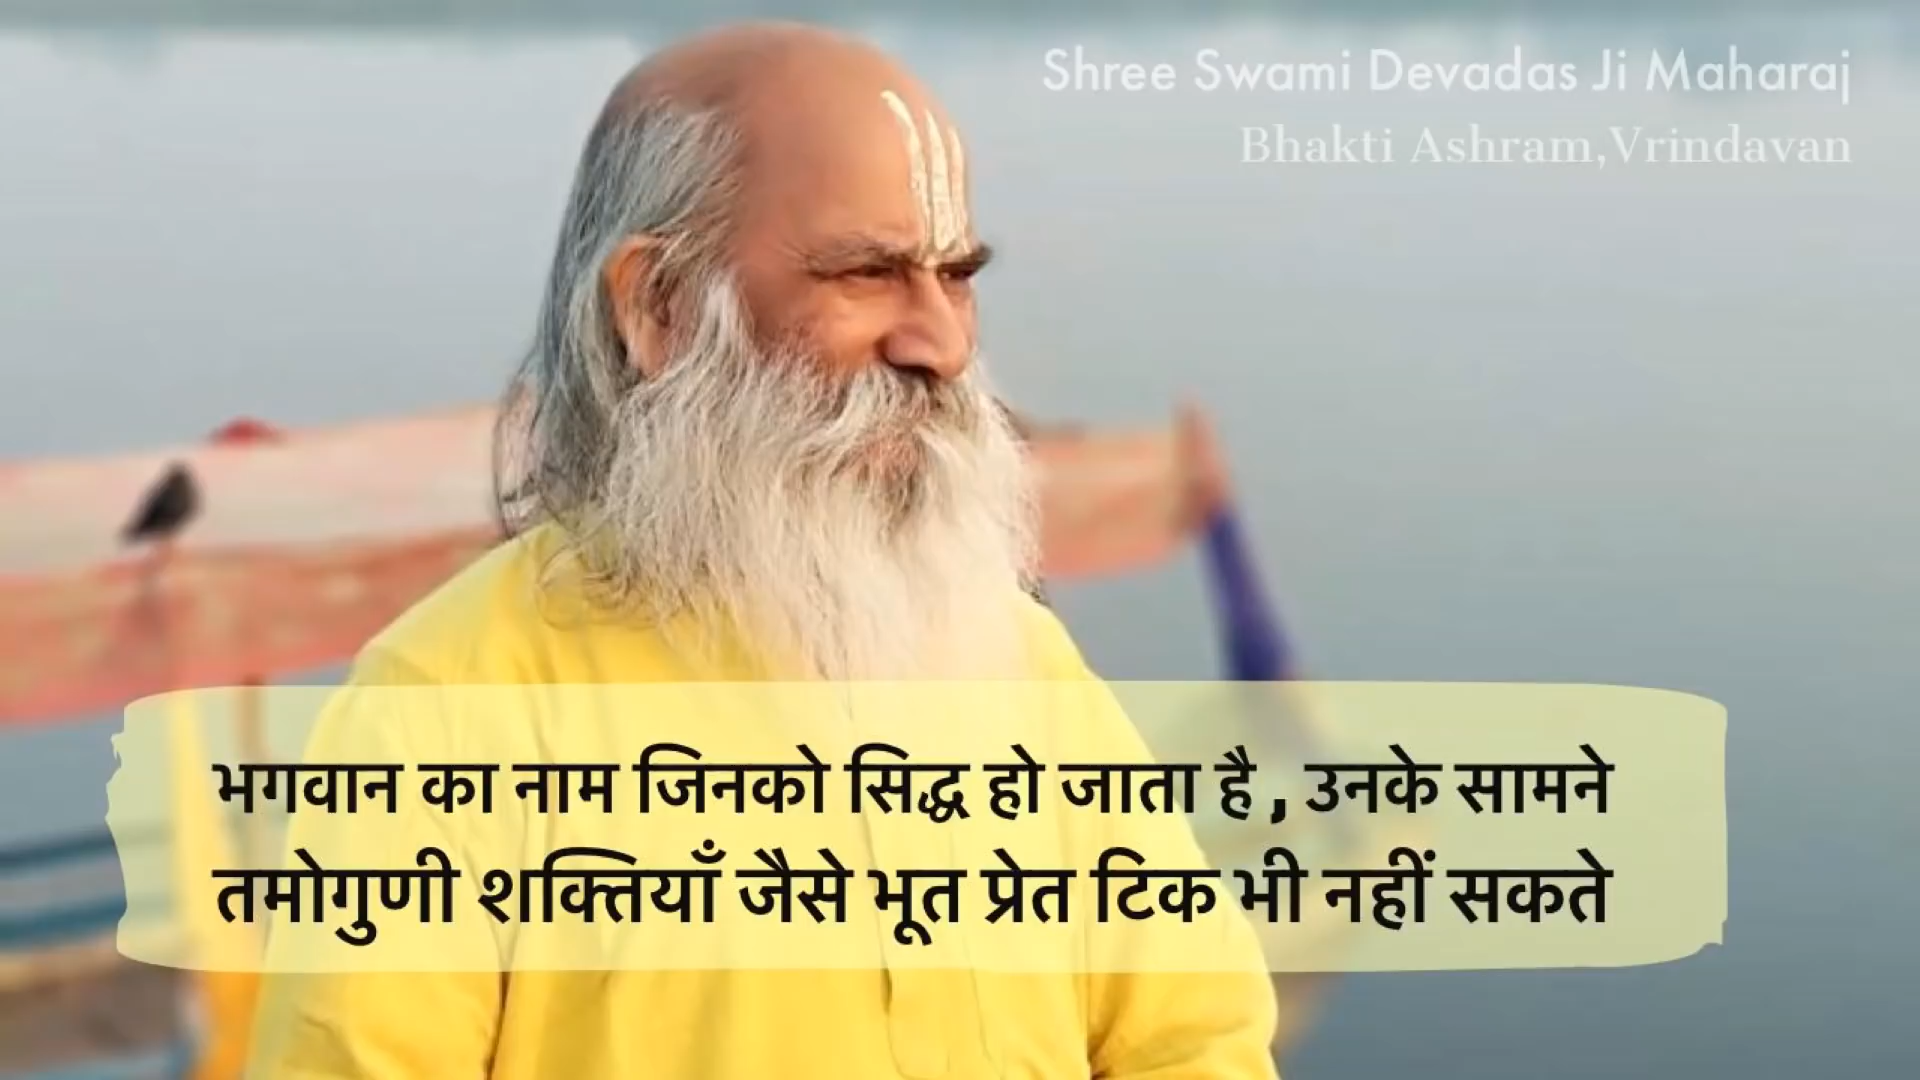 Shree Swami Devadas Ji Maharaj
Bhakti Ashram,Vrindavan
भगवान का नाम जिनको सिद्ध हो जाता है , उनके सामने
तमोगुणी शक्तियाँ जैसे भूत प्रेत टिक भी नहीं सकते